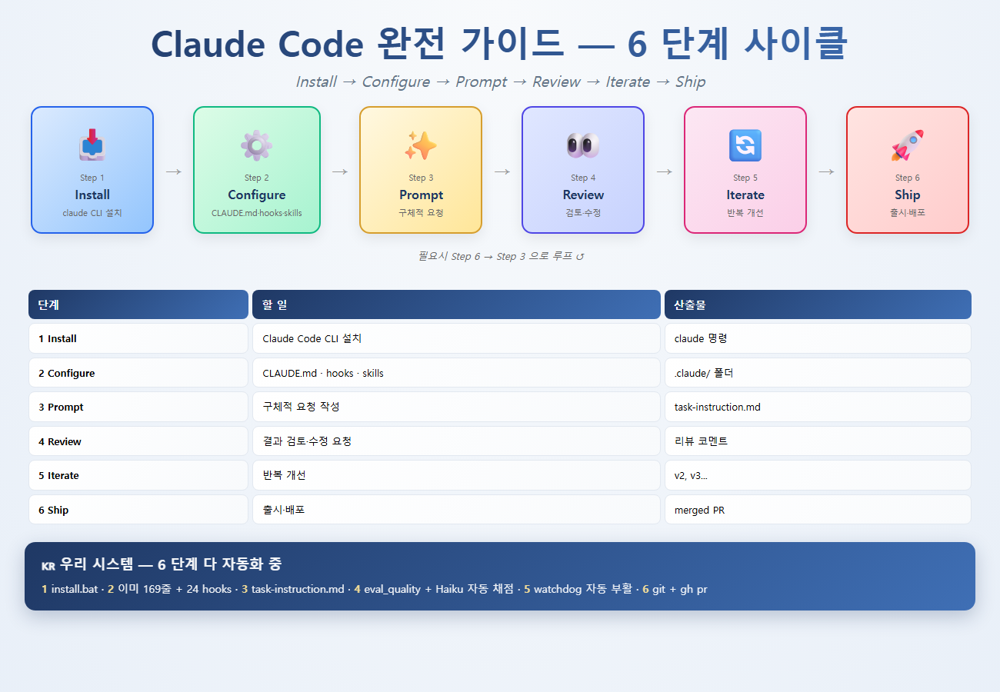 Claude Code 완전 가이드 — 6 단계 사이클
Install → Configure → Prompt → Review → Iterate → Ship
Step 1
Install
claude CLI 설치
→
Step 2
Configure
CLAUDE.md·hooks·skills
→
Step 3
Prompt
구체적 요청
→
Step 4
Review
검토·수정
→
Step 5
Iterate
반복 개선
→
Step 6
Ship
출시·배포
필요시 Step 6 → Step 3 으로 루프 ↺
단계 할 일 산출물
1 Install Claude Code CLI 설치 claude 명령
2 Configure CLAUDE.md · hooks · skills .claude/ 폴더
3 Prompt 구체적 요청 작성 task-instruction.md
4 Review 결과 검토·수정 요청 리뷰 코멘트
5 Iterate 반복 개선 v2, v3...
6 Ship 출시·배포 merged PR
KR 우리 시스템 — 6 단계 다 자동화 중
1 install.bat · 2 이미 169줄 + 24 hooks · 3 task-instruction.md · 4 eval_quality + Haiku 자동 채점 · 5 watchdog 자동 부활 · 6 git + gh pr